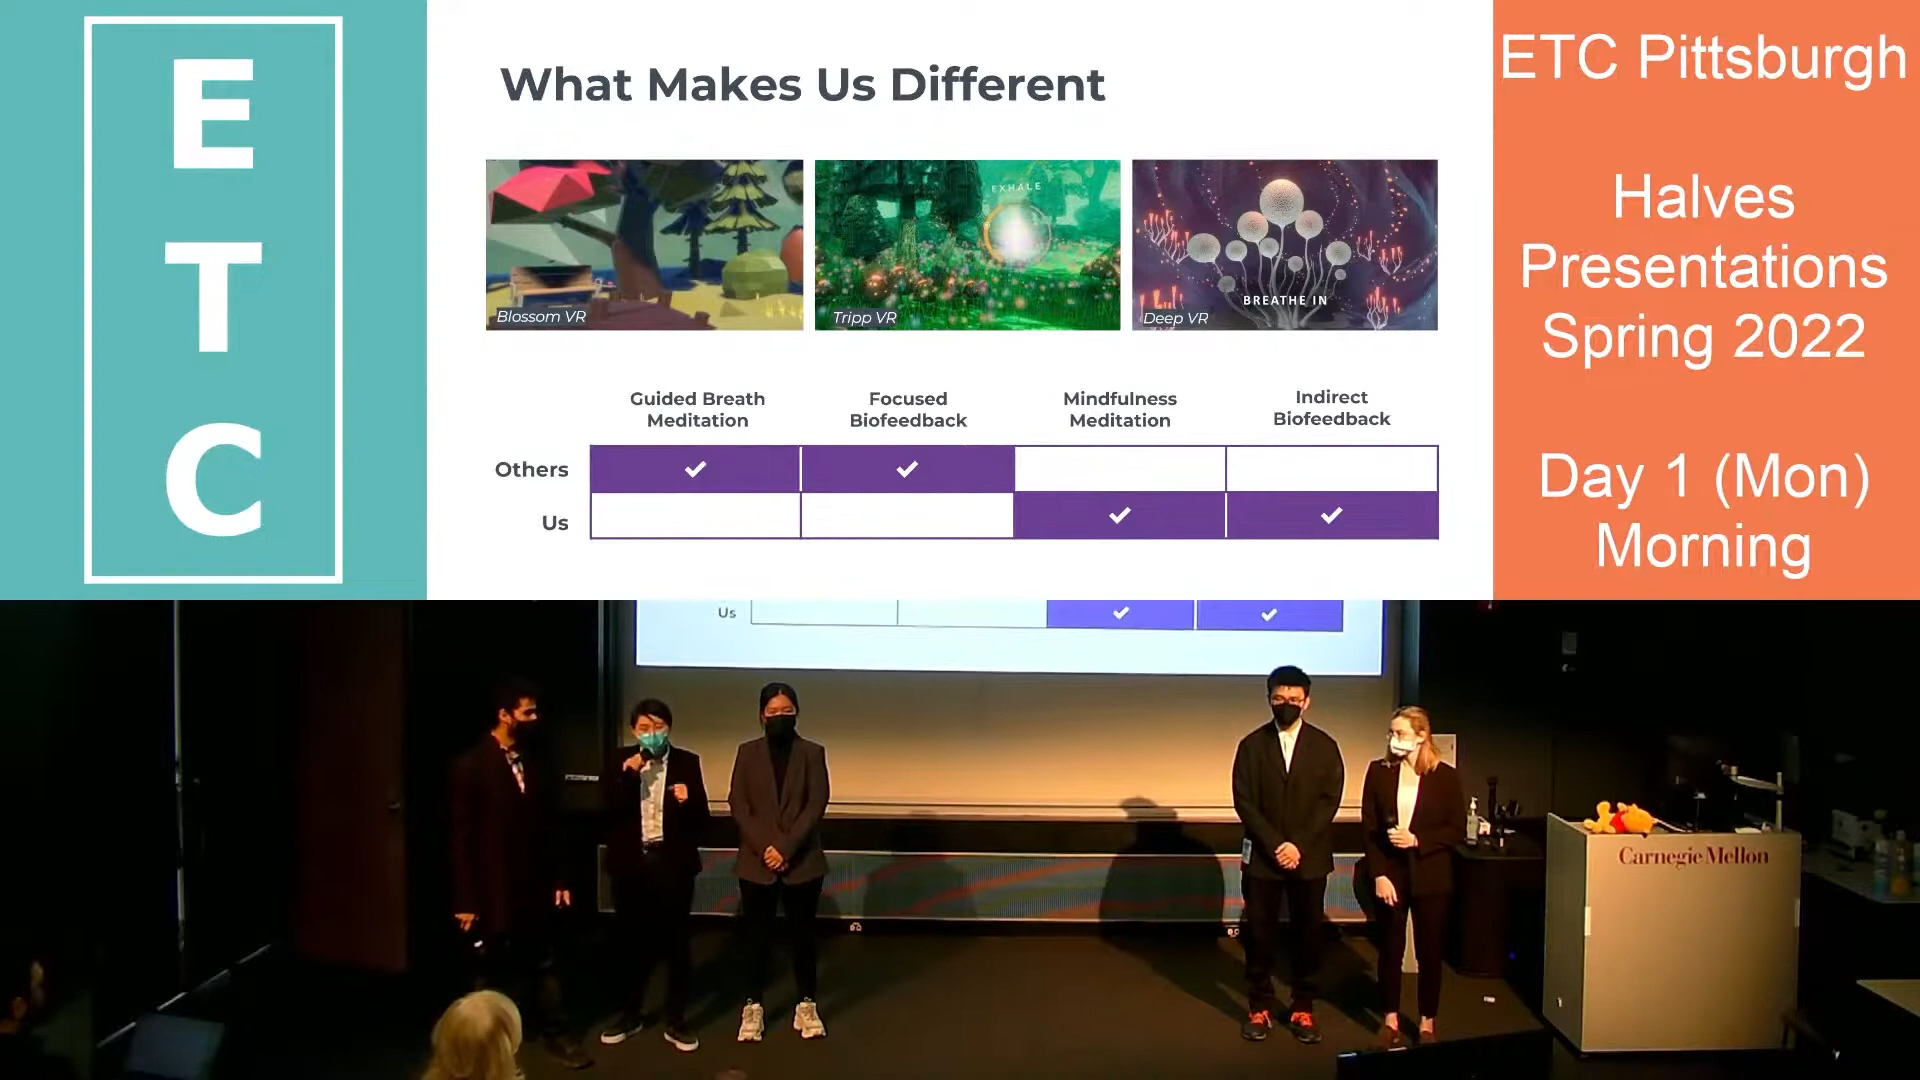 E
T
C
What Makes Us Different
EXHALE
BREATHE IN
Blossom VR
Tripp VR
Deep VR
Guided Breath
Meditation
Focused
Biofeedback
Mindfulness
Meditation
Indirect
Biofeedback
Others
Us
ETC Pittsburgh
Halves
Presentations
Spring 2022
Day 1 (Mon)
Morning
Us
Carnegie Mellon